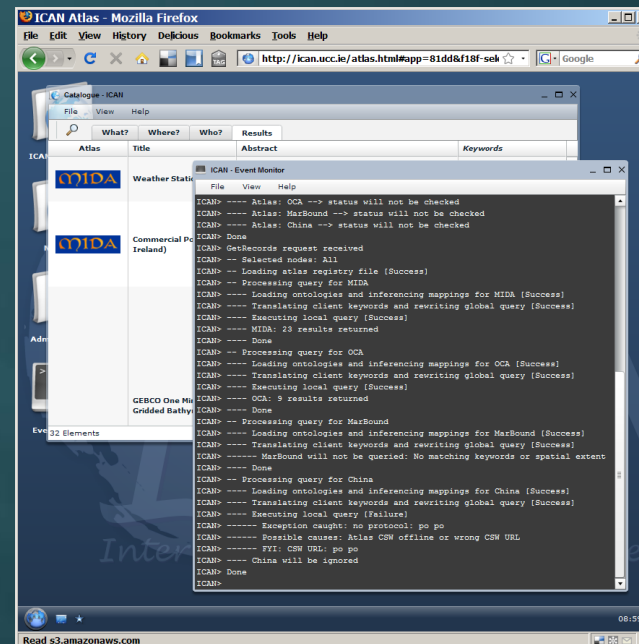 ICAN Atlas - Mozilla Firefox
File Edit View History Delicious Bookmarks Tools Help
TAG http://ican.ucc.ie/atlas.html#app=81dd&f18f-sek G Google
Catalogue - ICAN
File View Help
What? Where? Who? Results
Atlas Title Abstract Keywords
MIDA Weather
MIDA Commercial
Ireland)
GEBCO One
Gridded
32 Elements
ICAN - Event Monitor
File View Help
ICAN> ---- Atlas: OCA --> status will not be checked
ICAN> ---- Atlas: MarBound --> status will not be checked
ICAN> ---- Atlas: China --> status will not be checked
ICAN> Done
ICAN> GetRecords request received
ICAN> -- Selected nodes: All
ICAN> -- Loading atlas registry file [Success]
ICAN> -- Processing query for MIDA
ICAN> ---- Loading ontologies and inferencing mappings for MIDA [Success]
ICAN> ---- Translating client keywords and rewriting global query [Success]
ICAN> ---- Executing local query [Success]
ICAN> ---- MIDA: 23 results returned
ICAN> ---- Done
ICAN> -- Processing query for OCA
ICAN> ---- Loading ontologies and inferencing mappings for OCA [Success]
ICAN> ---- Translating client keywords and rewriting global query [Success]
ICAN> ---- Executing local query [Success]
ICAN> ---- OCA: 9 results returned
ICAN> ---- Done
ICAN> -- Processing query for MarBound
ICAN> ---- Loading ontologies and inferencing mappings for MarBound [Success]
ICAN> ---- Translating client keywords and rewriting global query [Success]
ICAN> ------ MarBound will not be queried: No matching keywords or spatial extent
ICAN> ---- Done
ICAN> -- Processing query for China
ICAN> ---- Loading ontologies and inferencing mappings for China [Success]
ICAN> ---- Translating client keywords and rewriting global query [Success]
ICAN> ---- Executing local query [Failure]
ICAN> ------ Exception caught: no protocol: po po
ICAN> ------ Possible causes: Atlas CSW offline or wrong CSW URL
ICAN> ------ FYI: CSW URL: po po
ICAN> ---- China will be ignored
ICAN> Done
ICAN>
Inter
Read s3.amazonaws.com